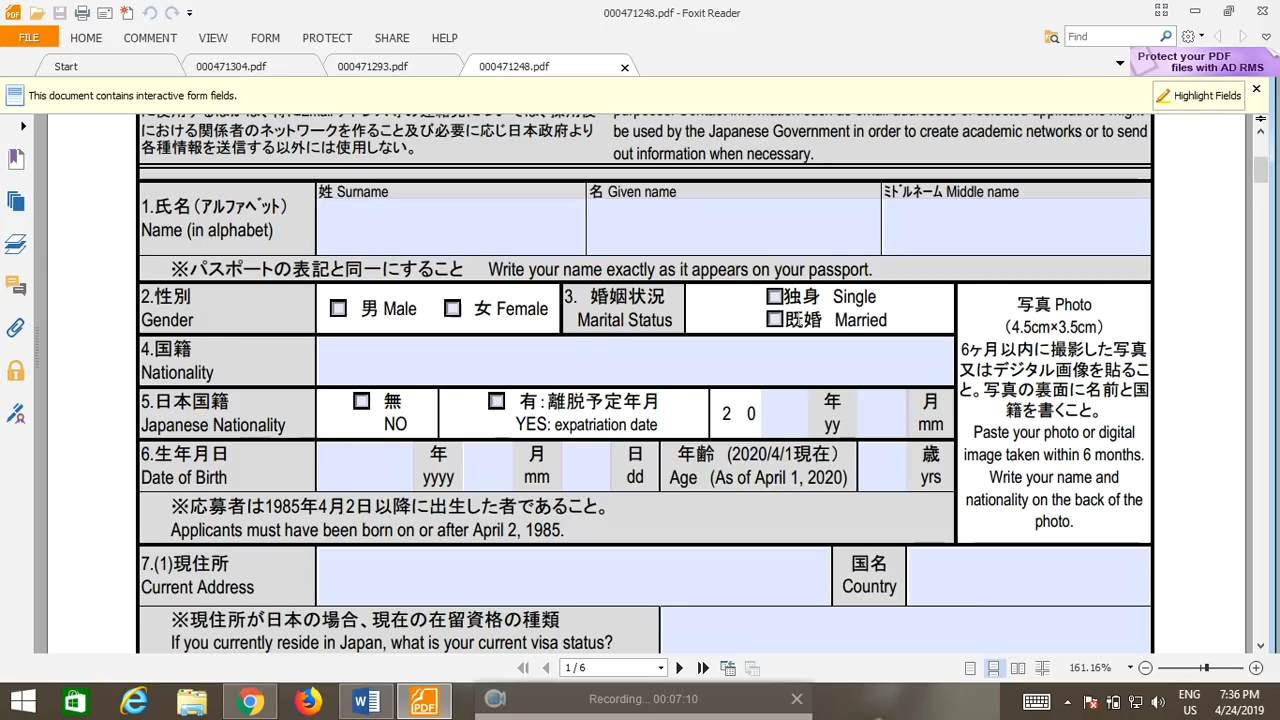 000471248.pdf - Foxit Reader
FILE HOME COMMENT VIEW FORM PROTECT SHARE HELP
Find
Start 000471304.pdf 000471293.pdf 000471248.pdf
Protect your PDF
files with AD RMS
This document contains interactive form fields.
Highlight Fields
における関係者のネットワークを作ること及び必要に応じ日本政府より
各種情報を送信する以外には使用しない。
be used by the Japanese Government in order to create academic networks or to send
out information when necessary.
1.氏名(アルファベット)
Name (in alphabet)
姓 Surname
名 Given name
ミドルネーム Middle name
※パスポートの表記と同一にすること Write your name exactly as it appears on your passport.
2.性別
Gender
男 Male 女 Female
3. 婚姻状況
Marital Status
独身 Single
既婚 Married
写真 Photo
(4.5cm×3.5cm)
6ヶ月以内に撮影した写真
又はデジタル画像を貼るこ
と。写真の裏面に名前と国
籍を書くこと。
Paste your photo or digital
image taken within 6 months.
Write your name and
nationality on the back of the
photo.
4.国籍
Nationality
5.日本国籍
Japanese Nationality
無
NO
有:離脱予定年月
YES: expatriation date
2 0
年
yy
月
mm
6.生年月日
Date of Birth
年
yyyy
月
mm
日
dd
年齢 (2020/4/1現在)
Age (As of April 1, 2020)
歳
yrs
※応募者は1985年4月2日以降に出生した者であること。
Applicants must have been born on or after April 2, 1985.
7.(1)現住所
Current Address
国名
Country
※現住所が日本の場合、現在の在留資格の種類
If you currently reside in Japan, what is your current visa status?
1 / 6
161.16%
PDF
Recording... 00:07:10
ENG
US
7:36 PM
4/24/2019